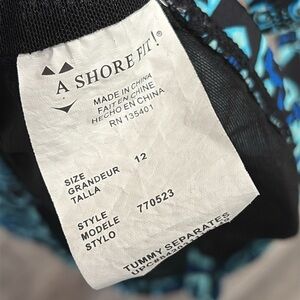 A SHORE FIT!®
MADE IN CHINA
FAIT EN CHINE
HECHO EN CHINA
RN 135401
SIZE
GRANDEUR 12
TALLA
STYLE
MODELE 770523
STYLO
TUMMY SEPARATES